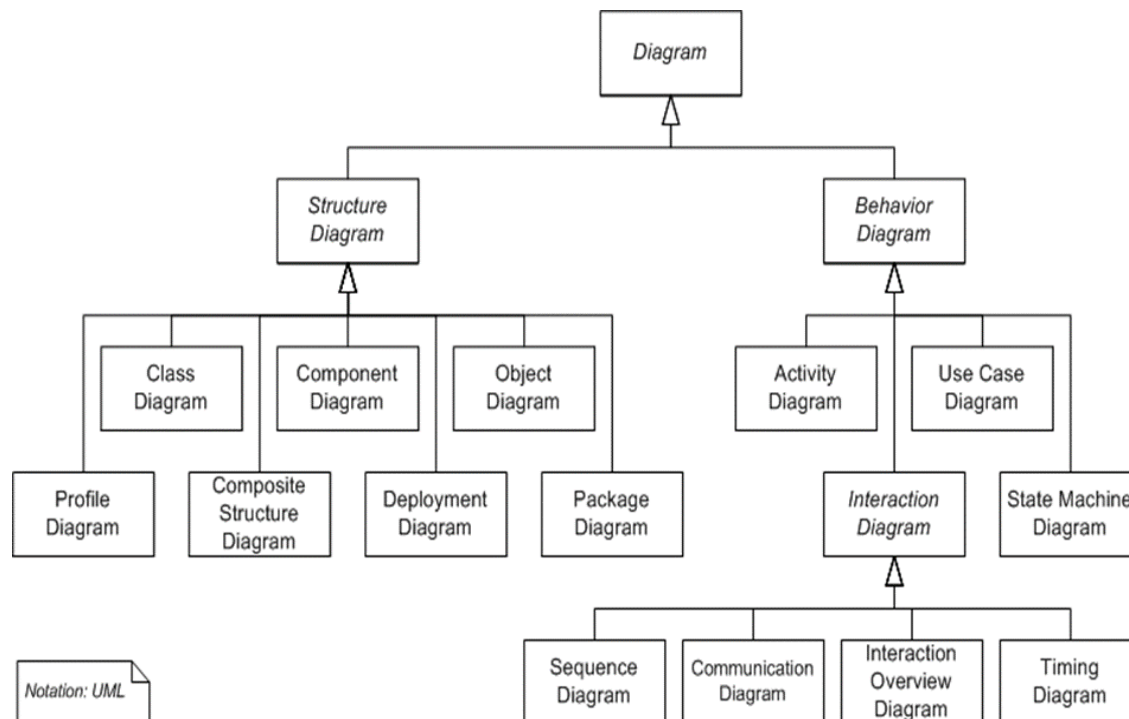 Diagram
Structure
Diagram
Behavior
Diagram
Class
Diagram
Component
Diagram
Object
Diagram
Activity
Diagram
Use Case
Diagram
Profile
Diagram
Composite
Structure
Diagram
Deployment
Diagram
Package
Diagram
Interaction
Diagram
State Machine
Diagram
Sequence
Diagram
Communication
Diagram
Interaction
Overview
Diagram
Timing
Diagram
Notation: UML